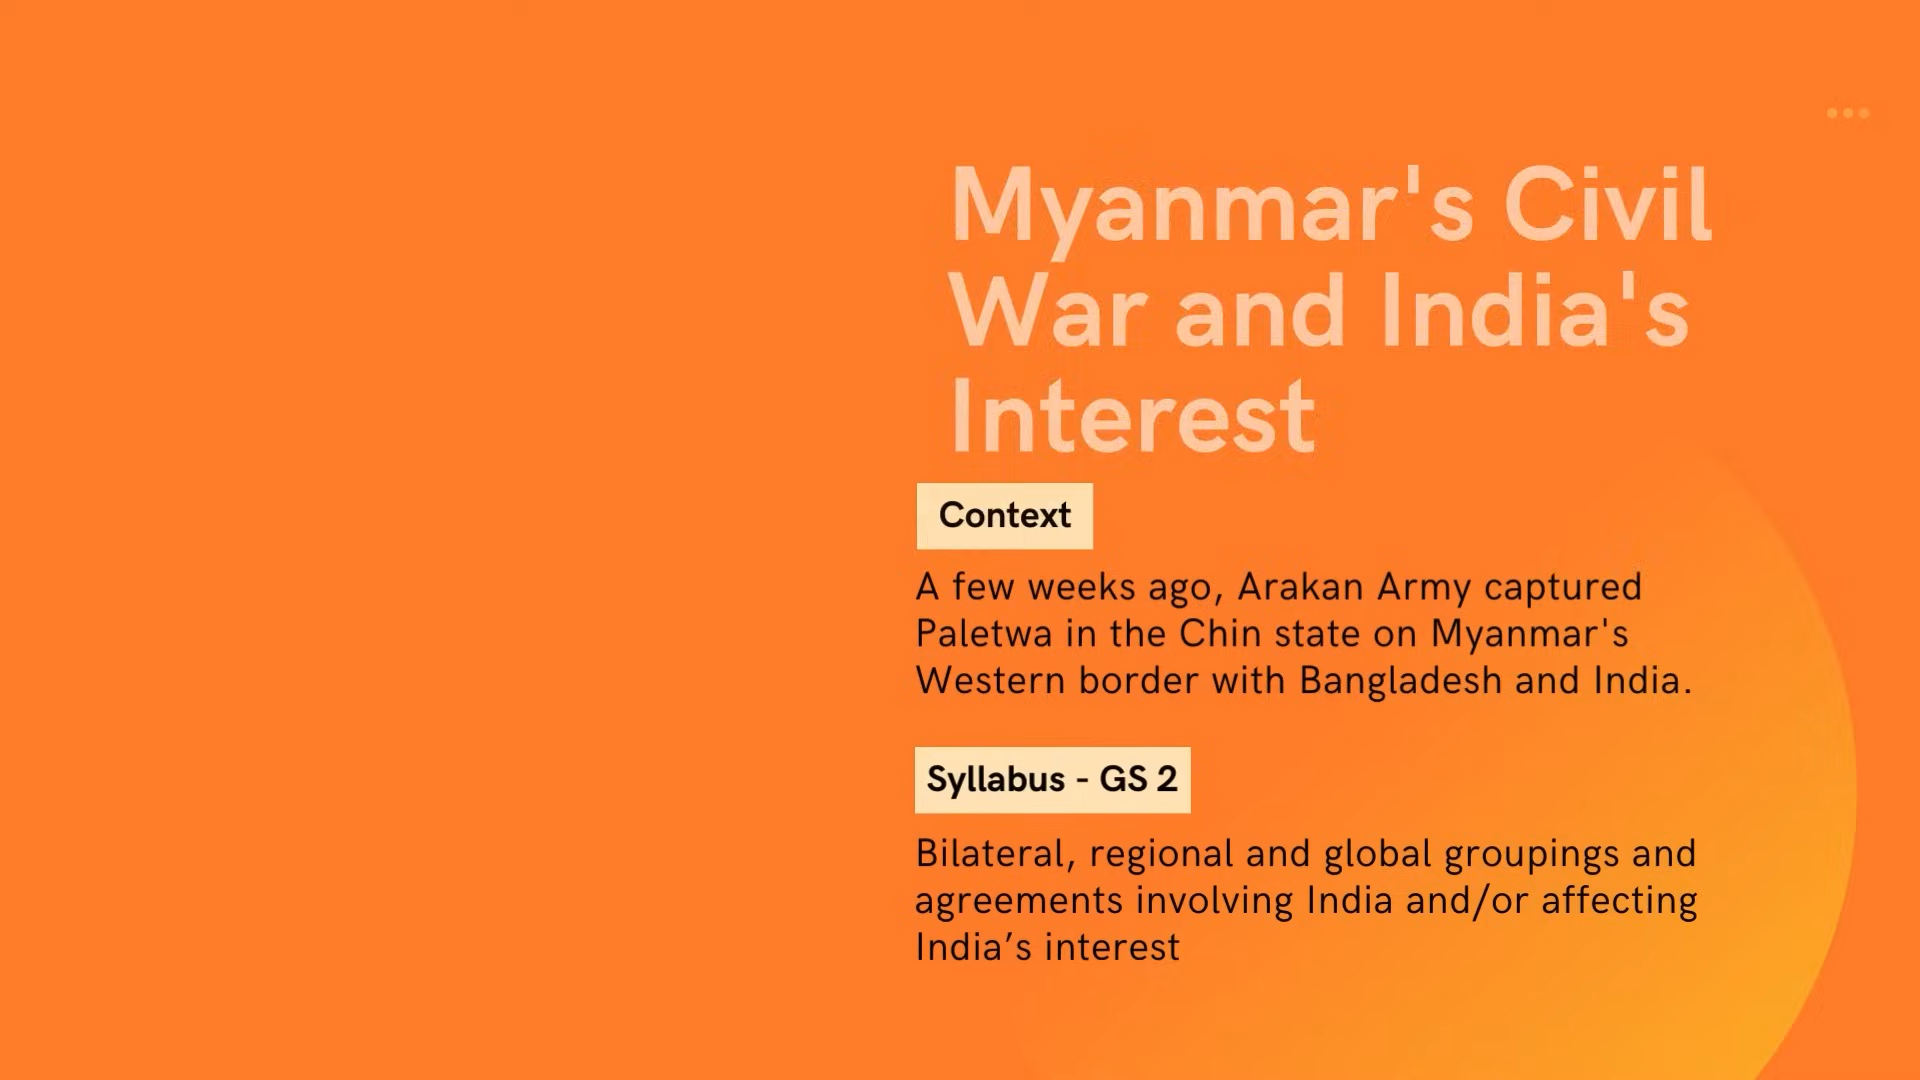 Myanmar's Civil
War and India's
Interest
Context
A few weeks ago, Arakan Army captured
Paletwa in the Chin state on Myanmar's
Western border with Bangladesh and India.
Syllabus - GS 2
Bilateral, regional and global groupings and
agreements involving India and/or affecting
India’s interest